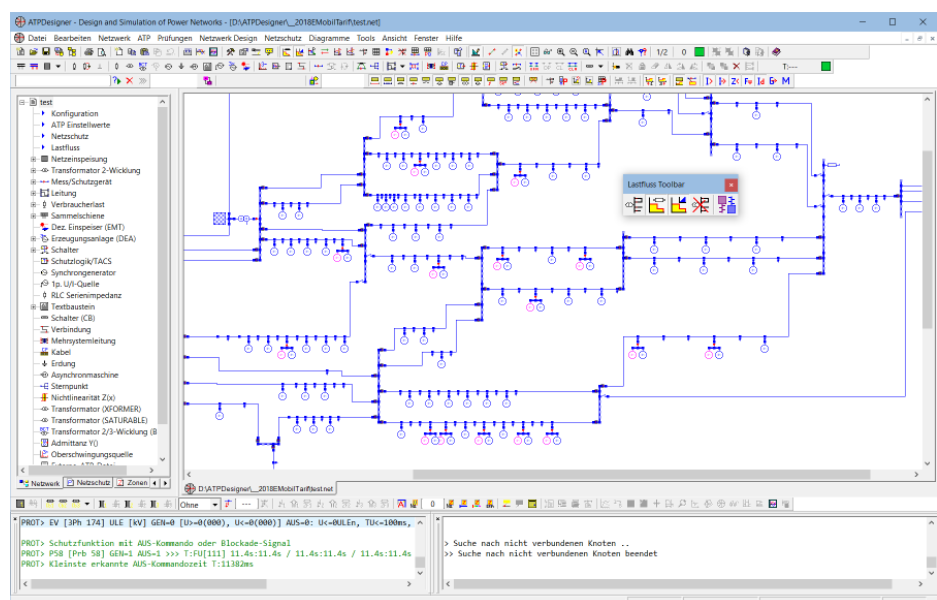 ATPDesigner - Design and Simulation of Power Networks - [D:\ATPDesigner\__2018EMobilTarif\test.net]
Datei Bearbeiten Netzwerk ATP Prüfungen Netzwerk Design Netzschutz Diagramme Tools Ansicht Fenster Hilfe
1/2 0
test
Konfiguration
ATP Einstellwerte
Netzschutz
Lastfluss
Netzeinspeisung
Transformator 2-Wicklung
Mess/Schutzgerät
Leitung
Verbraucherlast
Sammelschiene
Dez. Einspeiser (EMT)
Erzeugungsanlage (DEA)
Schalter
Schutzlogik/TACS
Synchrongenerator
1p. U/I-Quelle
RLC Serienimpedanz
Textbaustein
Schalter (CB)
Verbindung
Mehrsystemleitung
Kabel
Erdung
Asynchronmaschine
Sternpunkt
Nichtlinearität Z(x)
Transformator (XFORMER)
Transformator (SATURABLE)
Transformator 2/3-Wicklung (B
Admittanz Y()
Oberschwingungsquelle
Netzwerk Netzschutz Zonen
Lastfluss Toolbar
D:\ATPDesigner\__2018EMobilTarif\test.net
Ohne 0
PROT> EV [3Ph 174] ULE [kV] GEN=0 [U>=0(000), U<=0(000)] AUS=0: U<=0ULEn, TU<=100ms,
PROT> Schutzfunktion mit AUS-Kommando oder Blockade-Signal
PROT> P58 [Prb 58] GEN=1 AUS=1 >>> T:FU[111] 11.4s:11.4s / 11.4s:11.4s / 11.4s:11.4s
PROT> Kleinste erkannte AUS-Kommandozeit T:11382ms
> Suche nach nicht verbundenen Knoten ..
>> Suche nach nicht verbundenen Knoten beendet